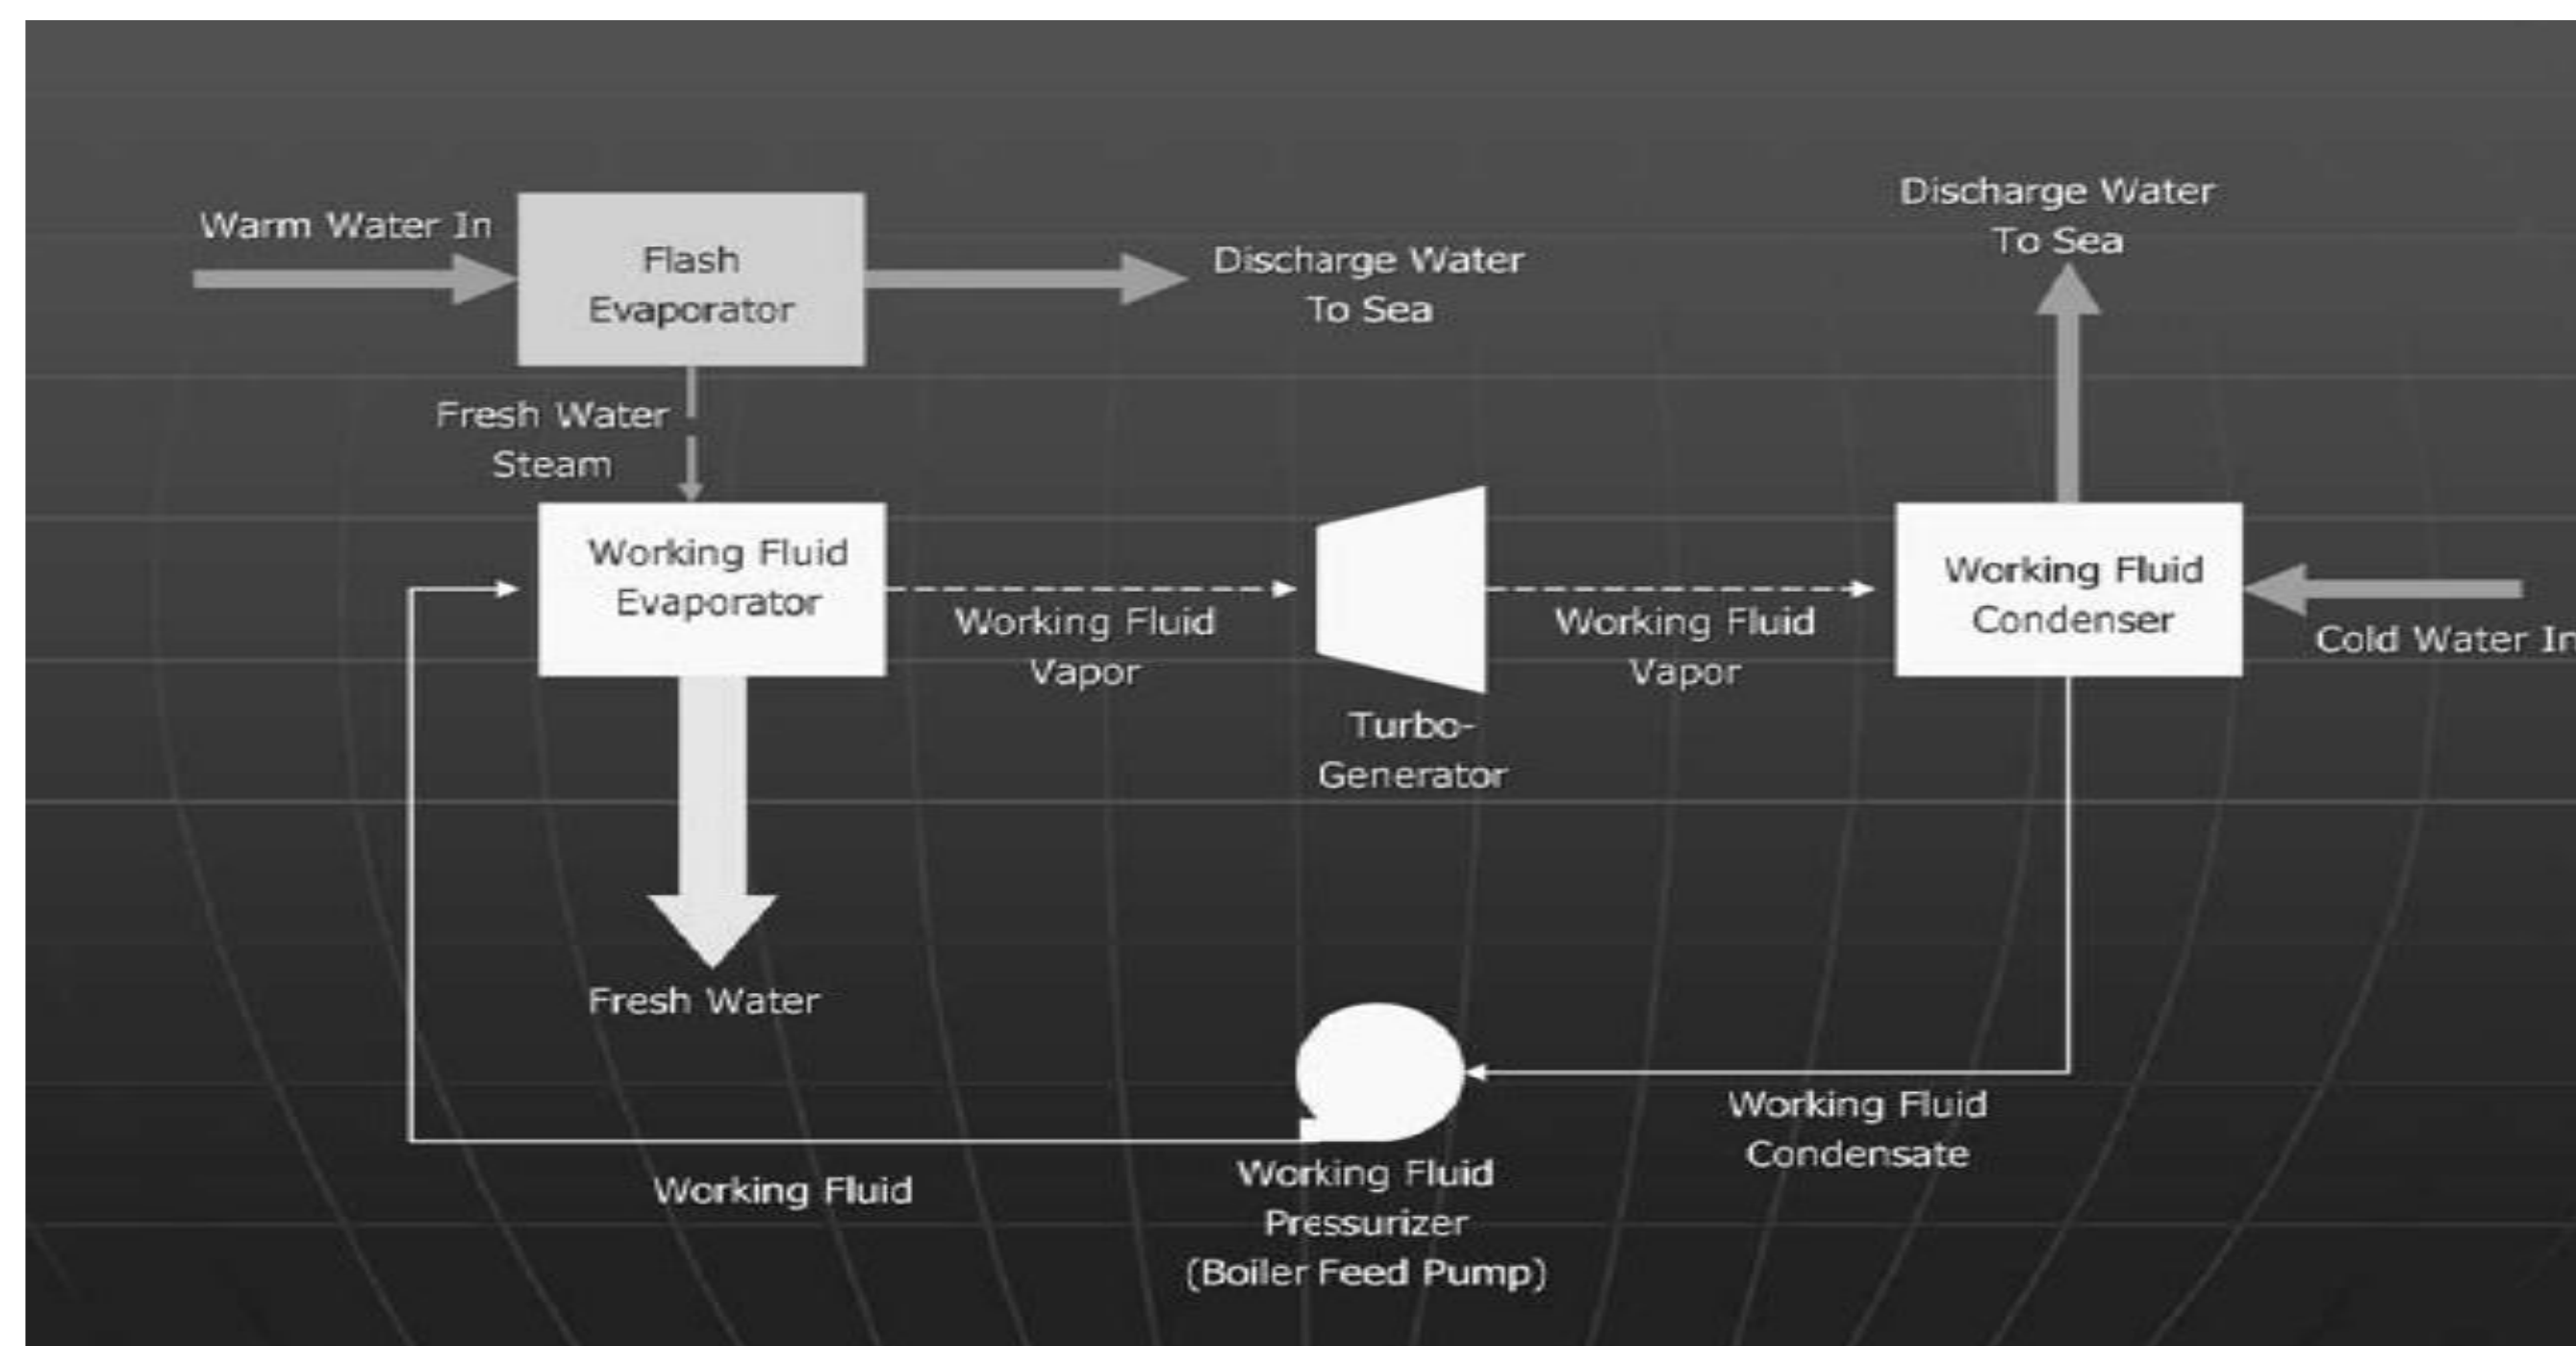 Warm Water In
Flash
Evaporator
Discharge Water
To Sea
Discharge Water
To Sea
Fresh Water
Steam
Working Fluid
Evaporator
Working Fluid
Vapor
Turbo-
Generator
Working Fluid
Vapor
Working Fluid
Condenser
Cold Water In
Fresh Water
Working Fluid
Working Fluid
Pressurizer
(Boiler Feed Pump)
Working Fluid
Condensate